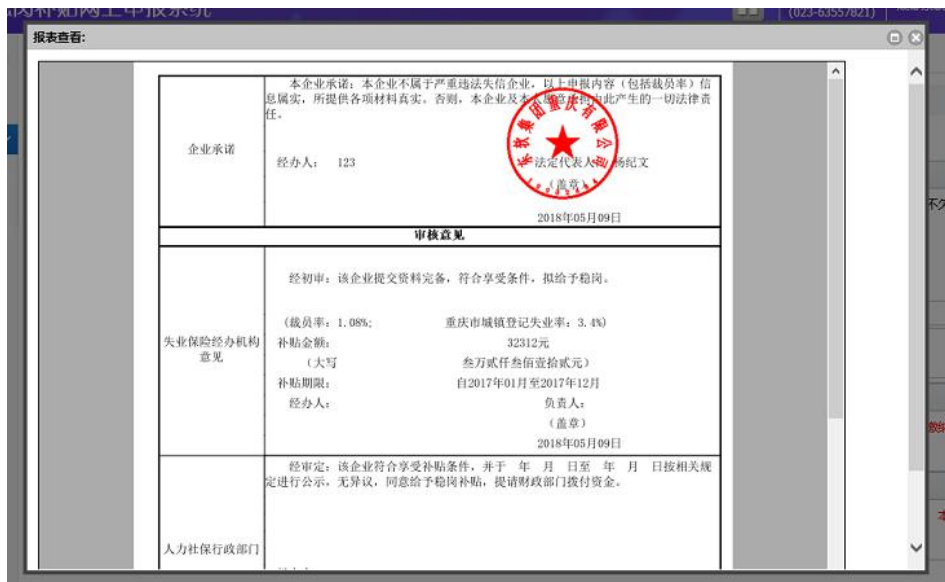 岗补贴网上申报系统
(023-63557821)
报表查看:
本企业承诺：本企业不属于严重违法失信企业，以上申报内容（包括裁员率）信
息属实，所提供各项材料真实。否则，本企业及本人愿意承担由此产生的一切法律责
任。
企业承诺
经办人： 123
法定代表人： 杨纪文
（盖章）
2018年05月09日
审核意见
经初审：该企业提交资料完备，符合享受条件，拟给予稳岗。
(裁员率：1.08%; 重庆市城镇登记失业率：3.4%)
失业保险经办机构
意见
补贴金额： 32312元
（大写 叁万贰仟叁佰壹拾贰元）
补贴期限： 自2017年01月至2017年12月
经办人： 负责人：
（盖章）
2018年05月09日
经审定：该企业符合享受补贴条件，并于 年 月 日至 年 月 日按相关规
定进行公示，无异议，同意给予稳岗补贴，提请财政部门拨付资金。
人力社保行政部门